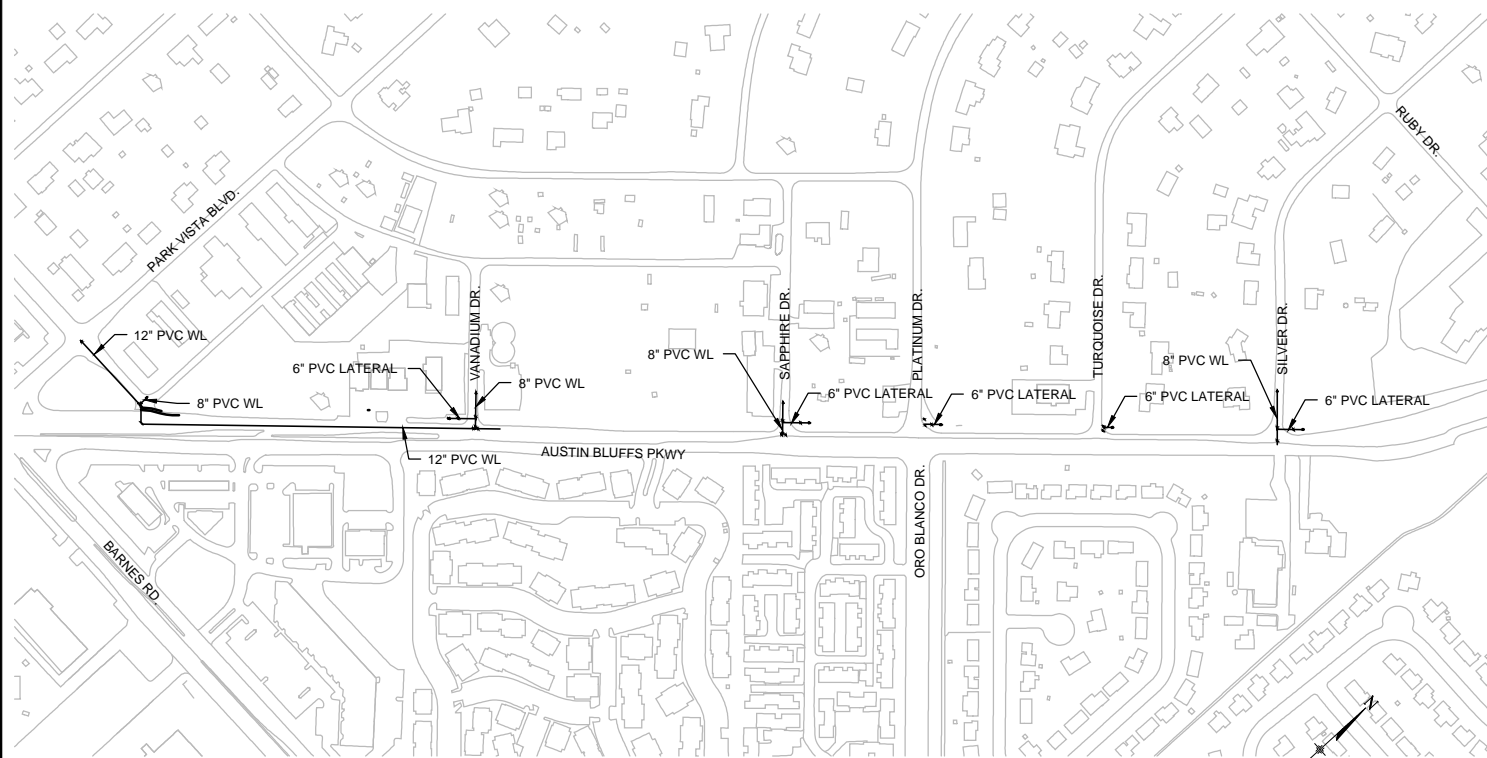 RUBY DR.
PARK VISTA BLVD.
VANADIUM DR.
SAPPHIRE DR.
PLATINUM DR.
TURQUOISE DR.
SILVER DR.
12" PVC WL
6" PVC LATERAL
8" PVC WL
8" PVC WL
8" PVC WL
8" PVC WL
6" PVC LATERAL
6" PVC LATERAL
6" PVC LATERAL
6" PVC LATERAL
12" PVC WL
AUSTIN BLUFFS PKWY
ORO BLANCO DR.
BARNES RD.
N